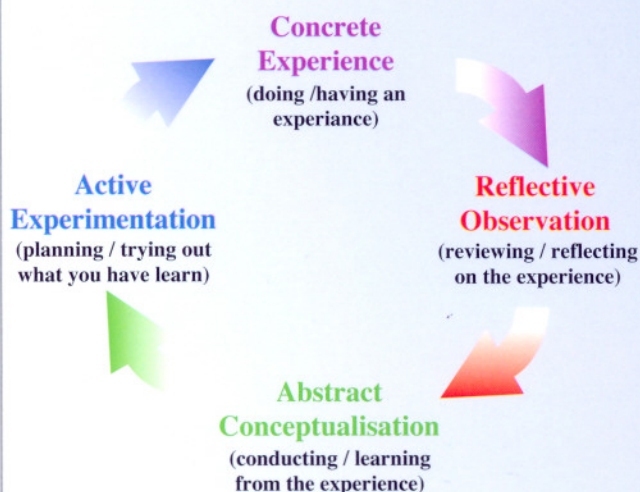 Concrete
Experience
(doing /having an
experiance)
Reflective
Observation
(reviewing / reflecting
on the experience)
Abstract
Conceptualisation
(conducting / learning
from the experience)
Active
Experimentation
(planning / trying out
what you have learn)